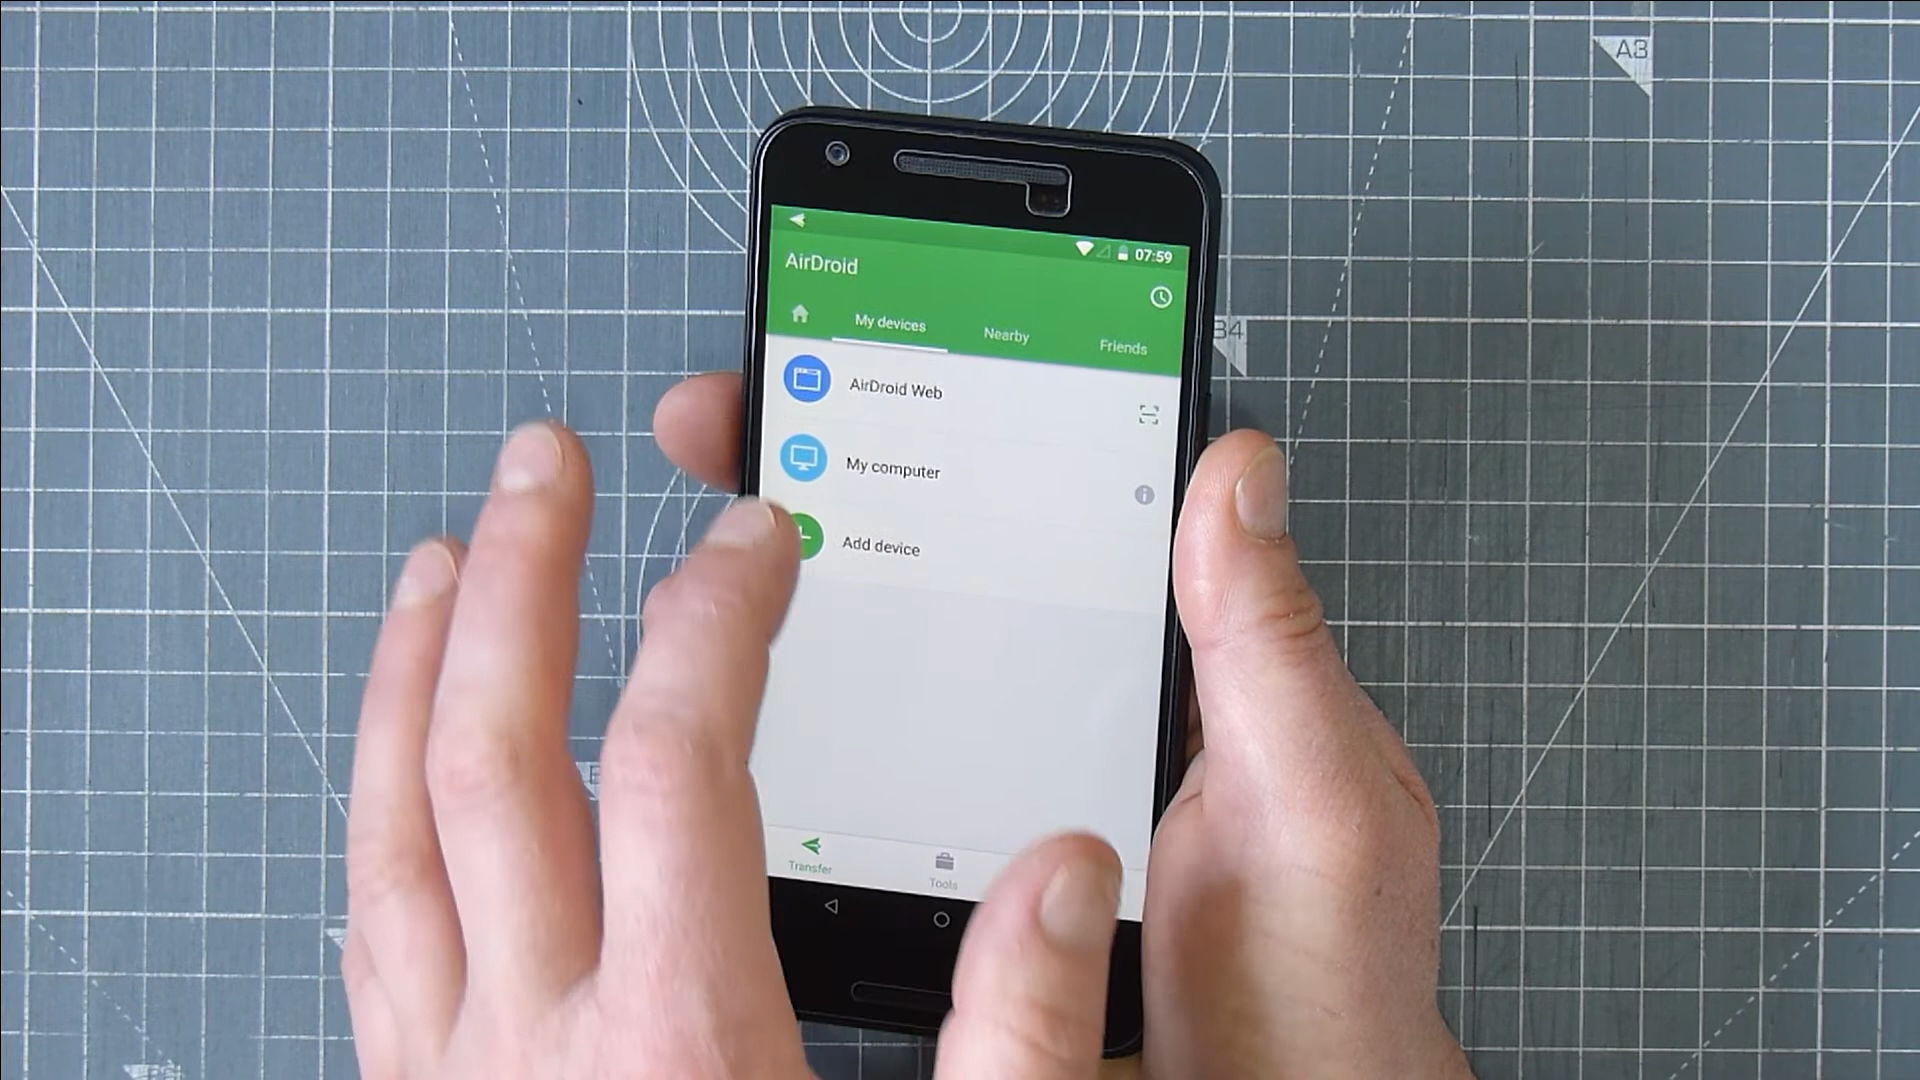 A3
07:59
AirDroid
My devices
Nearby
Friends
B4
AirDroid Web
My computer
Add device
Transfer
Tools